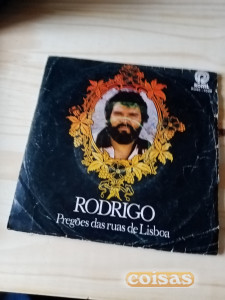 RODRIGO
Pregões das ruas de Lisboa
coisas